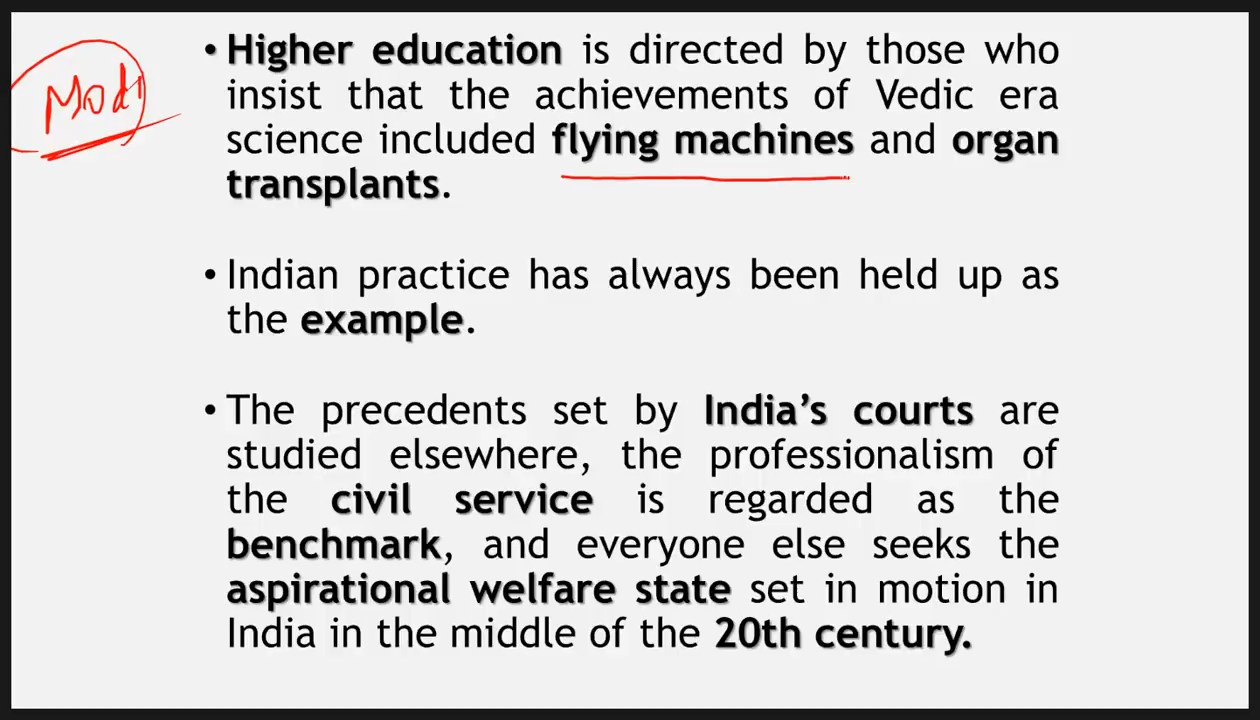 Modi
• Higher education is directed by those who
insist that the achievements of Vedic era
science included flying machines and organ
transplants.
• Indian practice has always been held up as
the example.
• The precedents set by India’s courts are
studied elsewhere, the professionalism of
the civil service is regarded as the
benchmark, and everyone else seeks the
aspirational welfare state set in motion in
India in the middle of the 20th century.